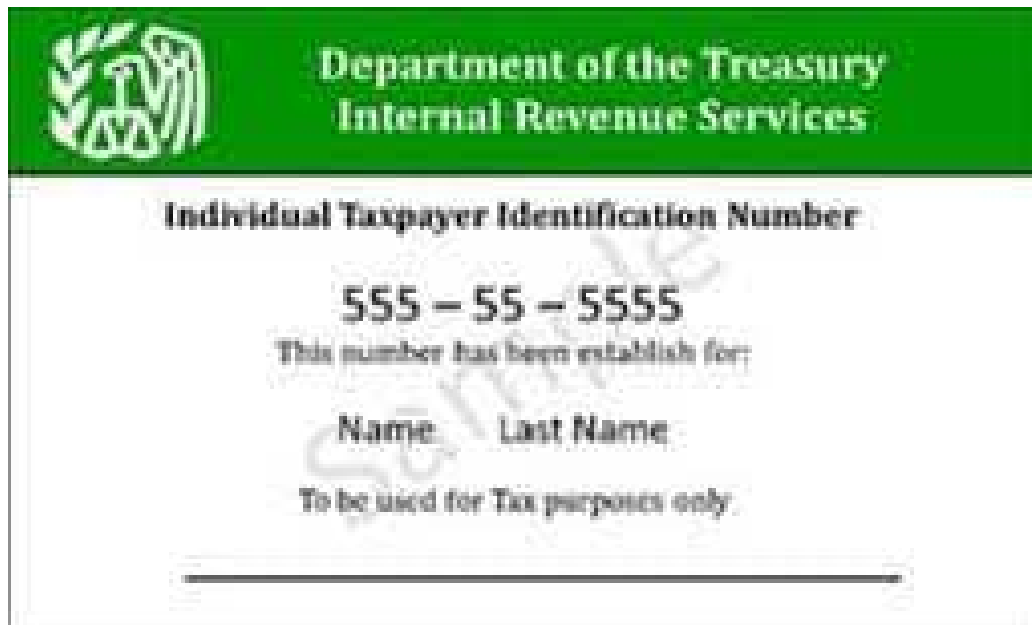 Department of the Treasury
Internal Revenue Services
Individual Taxpayer Identification Number
555 – 55 – 5555
This number has been establish for:
Name Last Name
To be used for Tax purposes only
Sample